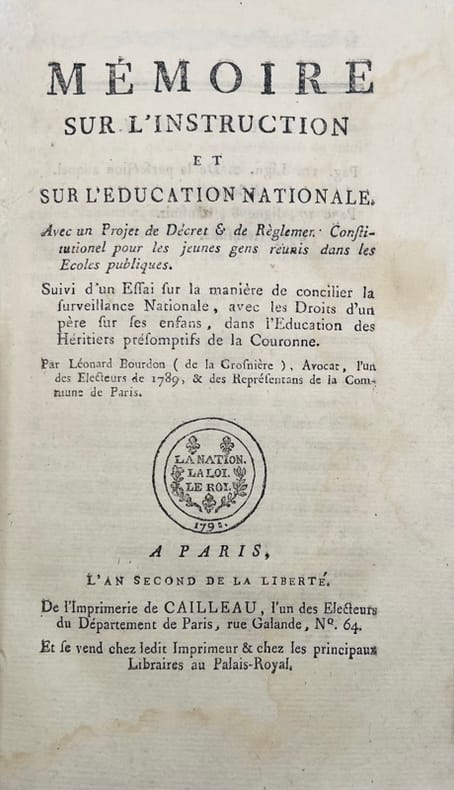 MÉMOIRE
SUR L'INSTRUCTION
ET
SUR L'EDUCATION NATIONALE.
Avec un Projet de Décret & de Règlemen. Consti-
tutionel pour les jeunes gens réunis dans les
Ecoles publiques.
Suivi d'un Eſſai ſur la manière de concilier la
ſurveillance Nationale, avec les Droits d'un
père ſur ſes enfans, dans l'Education des
Héritiers préſomptifs de la Couronne.
Par Léonard Bourdon ( de la Croſnière ), Avocat, l'un
des Electeurs de 1789, & des Repréſentans de la Com-
mune de Paris.
LA NATION.
LA LOI.
LE ROI.
A PARIS,
L'AN SECOND DE LA LIBERTÉ.
De l'Imprimerie de CAILLEAU, l'un des Electeurs
du Département de Paris, rue Galande, Nº. 64.
Et ſe vend chez ledit Imprimeur & chez les principaux
Libraires au Palais-Royal.